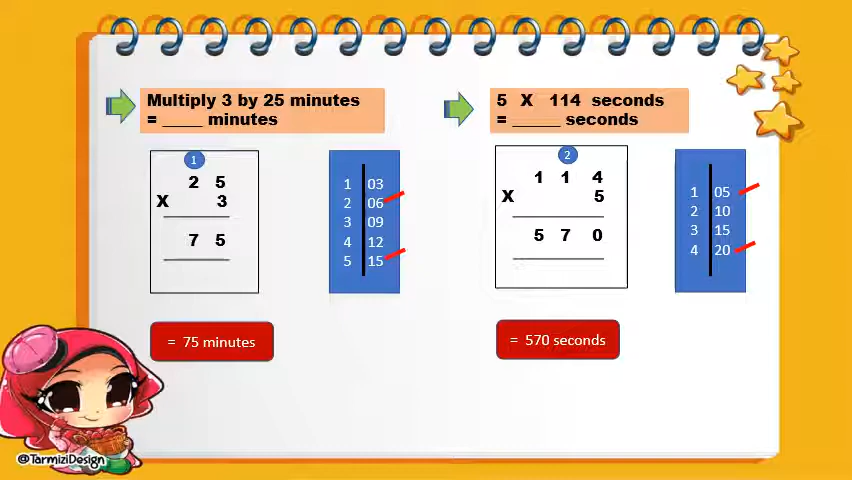 Multiply 3 by 25 minutes
= _____ minutes
1
2 5
X 3
7 5
1 03
2 06
3 09
4 12
5 15
= 75 minutes
5 X 114 seconds
= ______ seconds
2
1 1 4
X 5
5 7 0
1 05
2 10
3 15
4 20
= 570 seconds
@TarmiziDesign